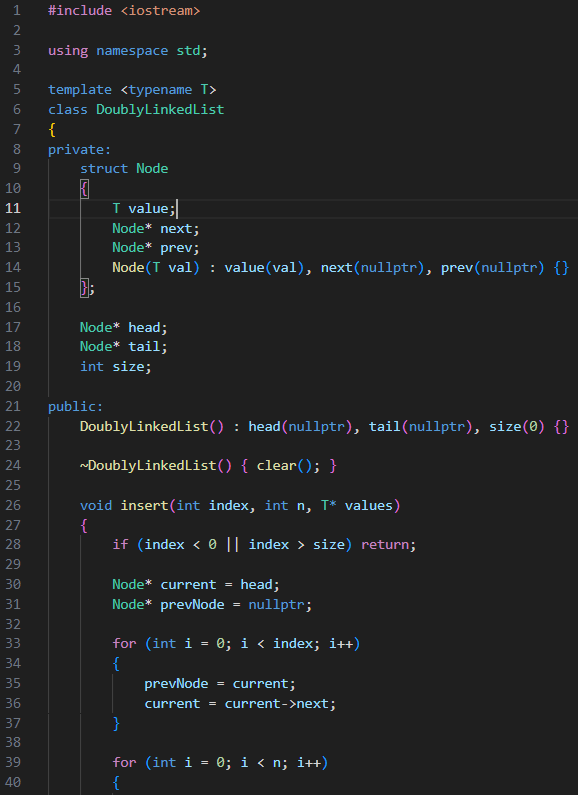 1 #include <iostream>
2
3 using namespace std;
4
5 template <typename T>
6 class DoublyLinkedList
7 {
8 private:
9     struct Node
10     {
11         T value;
12         Node* next;
13         Node* prev;
14         Node(T val) : value(val), next(nullptr), prev(nullptr) {}
15     };
16
17     Node* head;
18     Node* tail;
19     int size;
20
21 public:
22     DoublyLinkedList() : head(nullptr), tail(nullptr), size(0) {}
23
24     ~DoublyLinkedList() { clear(); }
25
26     void insert(int index, int n, T* values)
27     {
28         if (index < 0 || index > size) return;
29
30         Node* current = head;
31         Node* prevNode = nullptr;
32
33         for (int i = 0; i < index; i++)
34         {
35             prevNode = current;
36             current = current->next;
37         }
38
39         for (int i = 0; i < n; i++)
40         {